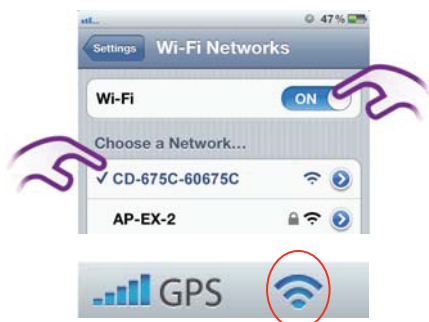 47%
Settings Wi-Fi Networks
Wi-Fi ON
Choose a Network...
✓ CD-675C-60675C
AP-EX-2
GPS